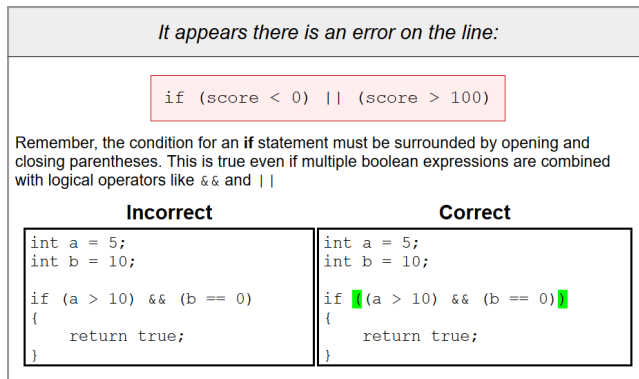 It appears there is an error on the line:
if (score < 0) || (score > 100)
Remember, the condition for an if statement must be surrounded by opening and
closing parentheses. This is true even if multiple boolean expressions are combined
with logical operators like && and ||
Incorrect
int a = 5;
int b = 10;
if (a > 10) && (b == 0)
{
    return true;
}
Correct
int a = 5;
int b = 10;
if ((a > 10) && (b == 0))
{
    return true;
}